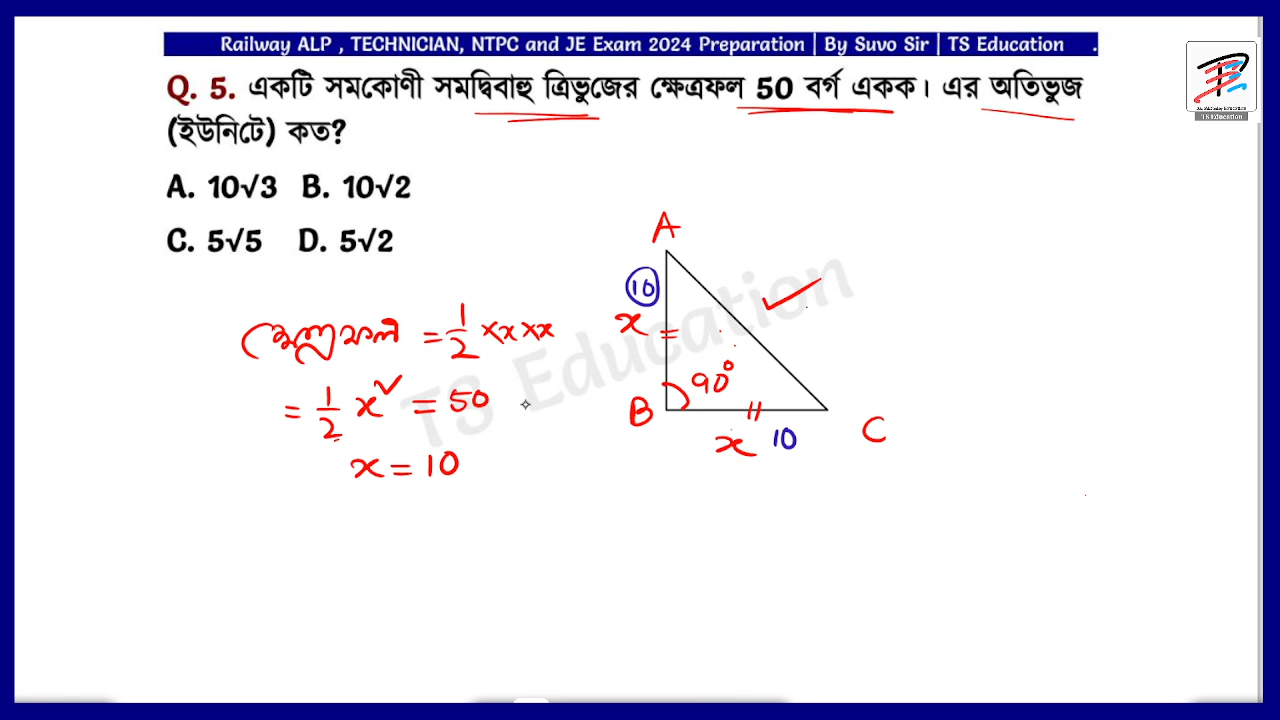 Railway ALP , TECHNICIAN, NTPC and JE Exam 2024 Preparation | By Suvo Sir | TS Education .
Q. 5. একটি সমকোণী সমদ্বিবাহু ত্রিভুজের ক্ষেত্রফল 50 বর্গ একক। এর অতিভুজ
(ইউনিটে) কত?
A. 10√3 B. 10√2
C. 5√5 D. 5√2
A
10
x
90°
B
x 10
C
ক্ষেত্রফল = 1/2 × x × x
= 1/2 x² = 50
x = 10
TS Education
TS Education